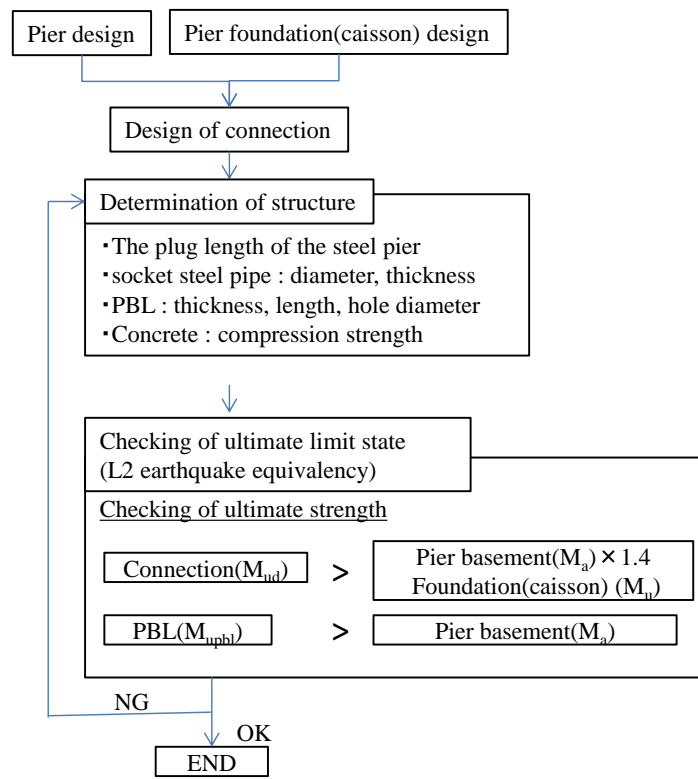 Pier design
Pier foundation(caisson) design
Design of connection
Determination of structure
・The plug length of the steel pier
・socket steel pipe : diameter, thickness
・PBL : thickness, length, hole diameter
・Concrete : compression strength
Checking of ultimate limit state
(L2 earthquake equivalency)
Checking of ultimate strength
Connection(Mud) > Pier basement(Ma)×1.4
Foundation(caisson) (Mu)
PBL(Mupbl) > Pier basement(Ma)
NG
OK
END